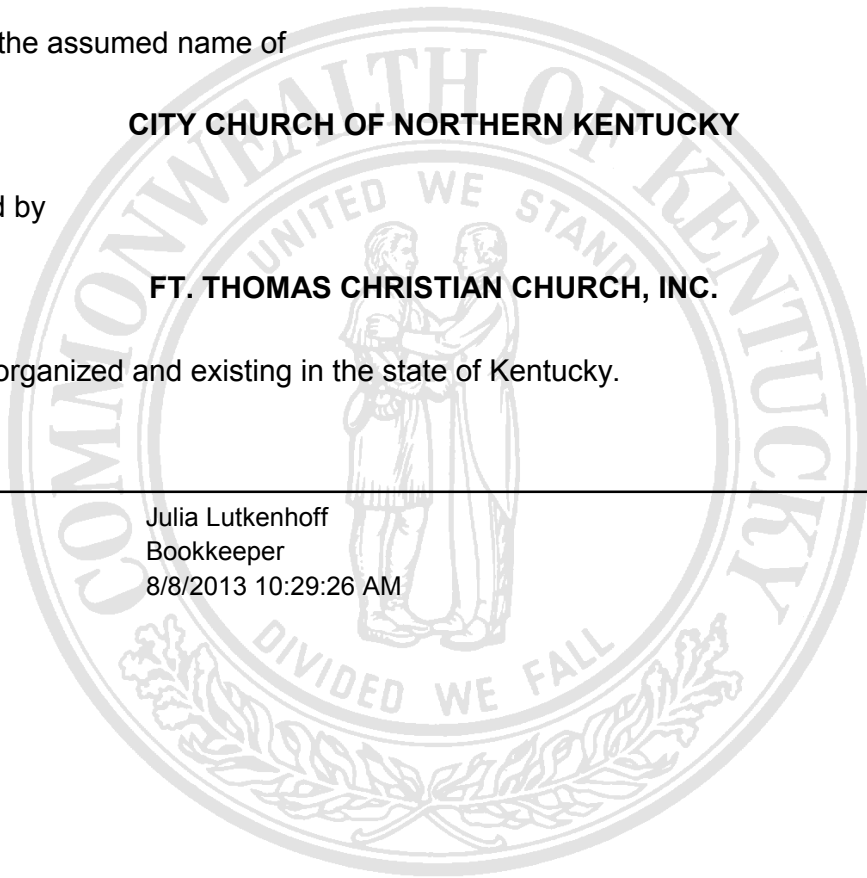 the assumed name of
CITY CHURCH OF NORTHERN KENTUCKY
d by
FT. THOMAS CHRISTIAN CHURCH, INC.
organized and existing in the state of Kentucky.
Julia Lutkenhoff
Bookkeeper
8/8/2013 10:29:26 AM
COMMONWEALTH OF KENTUCKY
UNITED WE STAND
DIVIDED WE FALL